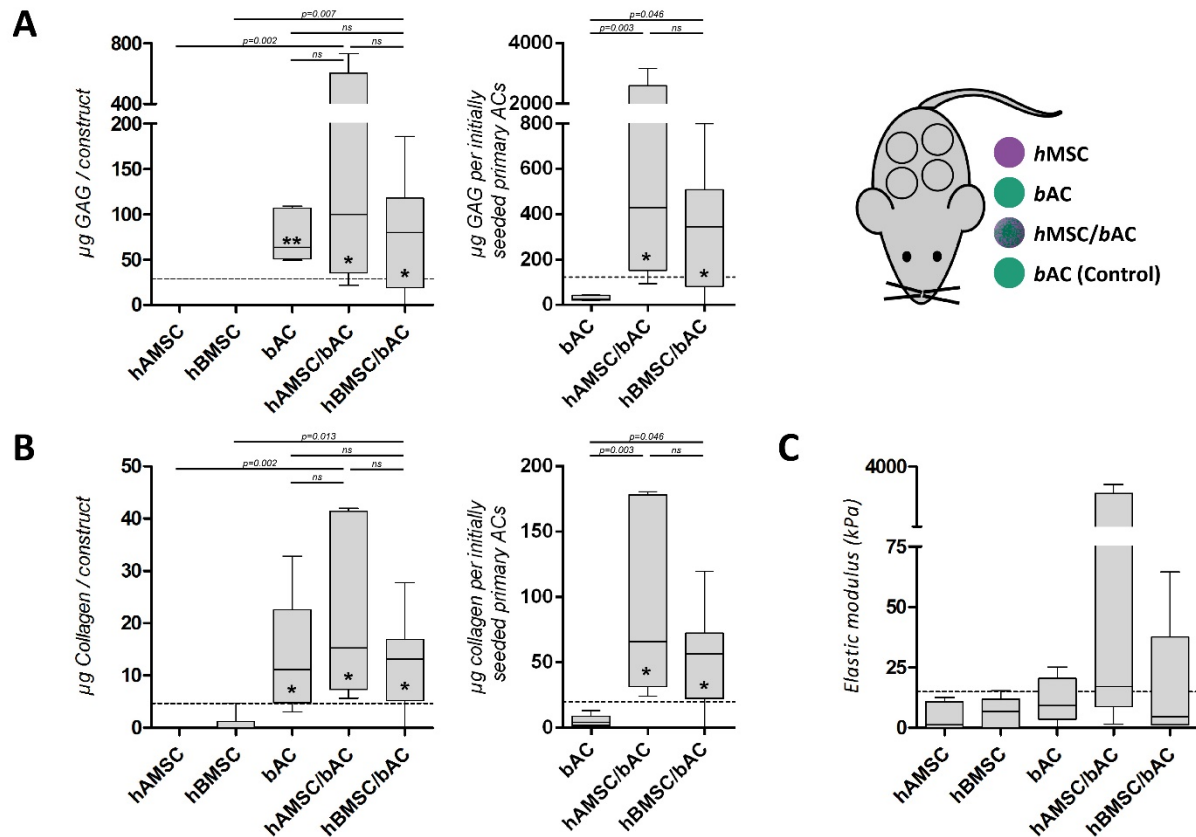 A
p=0.007
ns
p=0.002
ns
ns
µg GAG / construct
800
600
400
200
150
100
50
0
**
*
*
hAMSC
hBMSC
bAC
hAMSC/bAC
hBMSC/bAC
p=0.046
p=0.003
ns
µg GAG per initially
seeded primary ACs
4000
2000
800
600
400
200
0
*
*
bAC
hAMSC/bAC
hBMSC/bAC
hMSC
bAC
hMSC/bAC
bAC (Control)
B
p=0.013
ns
p=0.002
ns
ns
µg Collagen / construct
50
40
30
20
10
0
*
*
*
hAMSC
hBMSC
bAC
hAMSC/bAC
hBMSC/bAC
p=0.046
p=0.003
ns
µg collagen per initially
seeded primary ACs
200
150
100
50
0
*
*
bAC
hAMSC/bAC
hBMSC/bAC
C
Elastic modulus (kPa)
4000
75
50
25
0
hAMSC
hBMSC
bAC
hAMSC/bAC
hBMSC/bAC